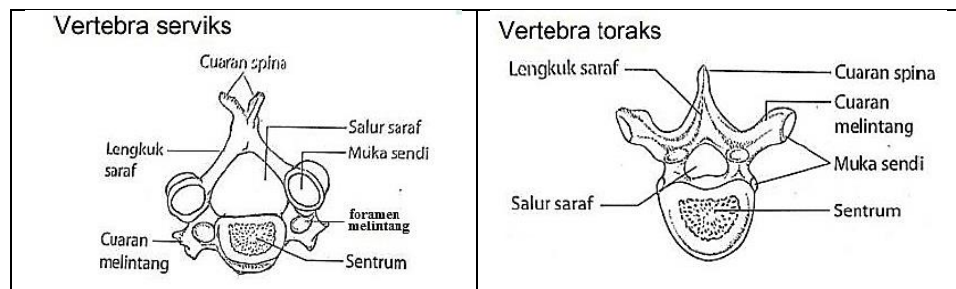 Vertebra serviks
Cuaran spina
Salur saraf
Lengkuk
saraf
Muka sendi
foramen
melintang
Cuaran
melintang
Sentrum
Vertebra toraks
Lengkuk saraf
Cuaran spina
Cuaran
melintang
Muka sendi
Salur saraf
Sentrum